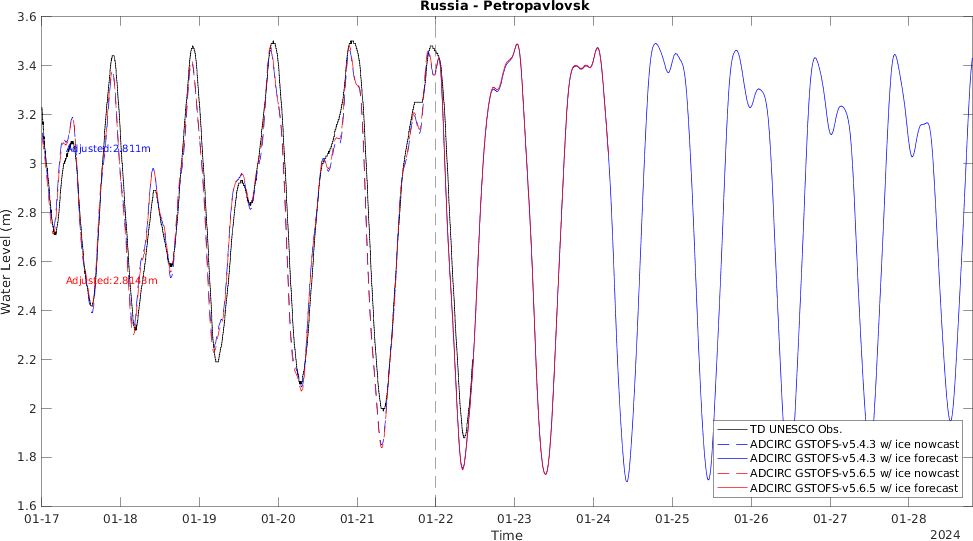 Russia - Petropavlovsk
3.6
3.4
3.2
3
2.8
2.6
2.4
2.2
2
1.8
1.6
Water Level (m)
Adjusted:2.811m
Adjusted:2.8143m
TD UNESCO Obs.
ADCIRC GSTOFS-v5.4.3 w/ ice nowcast
ADCIRC GSTOFS-v5.4.3 w/ ice forecast
ADCIRC GSTOFS-v5.6.5 w/ ice nowcast
ADCIRC GSTOFS-v5.6.5 w/ ice forecast
01-17 01-18 01-19 01-20 01-21 01-22 01-23 01-24 01-25 01-26 01-27 01-28
Time
2024